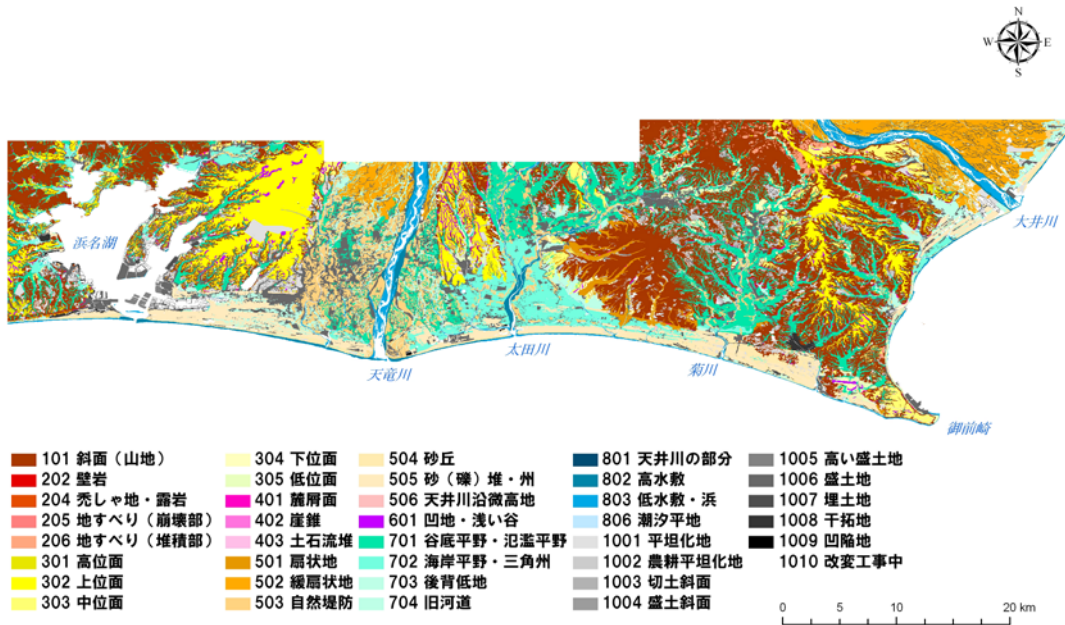 N
W E
S
浜名湖
天竜川
太田川
菊川
御前崎
大井川
101 斜面（山地）
202 壁岩
204 禿しゃ地・露岩
205 地すべり（崩壊部）
206 地すべり（堆積部）
301 高位面
302 上位面
303 中位面
304 下位面
305 低位面
401 麓屑面
402 崖錐
403 土石流堆
501 扇状地
502 緩扇状地
503 自然堤防
504 砂丘
505 砂（礫）堆・州
506 天井川沿微高地
601 凹地・浅い谷
701 谷底平野・氾濫平野
702 海岸平野・三角州
703 後背低地
704 旧河道
801 天井川の部分
802 高水敷
803 低水敷・浜
806 潮汐平地
1001 平坦化地
1002 農耕平坦化地
1003 切土斜面
1004 盛土斜面
1005 高い盛土地
1006 盛土地
1007 埋土地
1008 干拓地
1009 凹陥地
1010 改変工事中
0 5 10 20 km